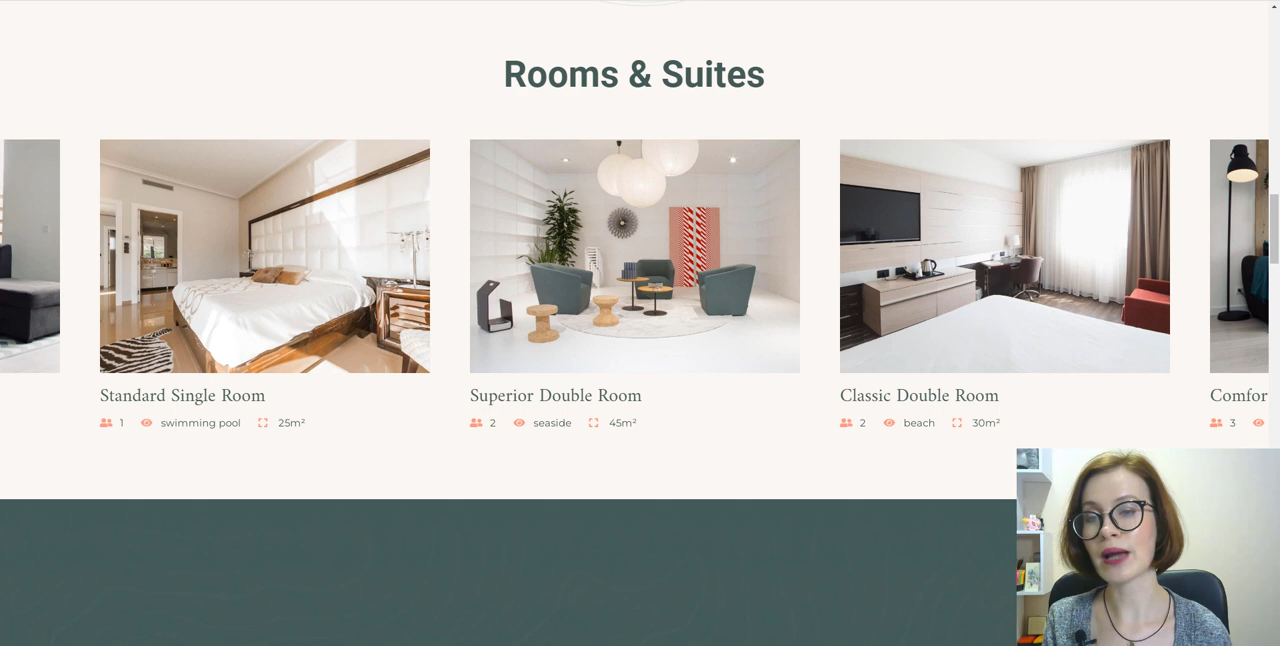 Rooms & Suites
Standard Single Room
1 swimming pool 25m²
Superior Double Room
2 seaside 45m²
Classic Double Room
2 beach 30m²
Comfor
3